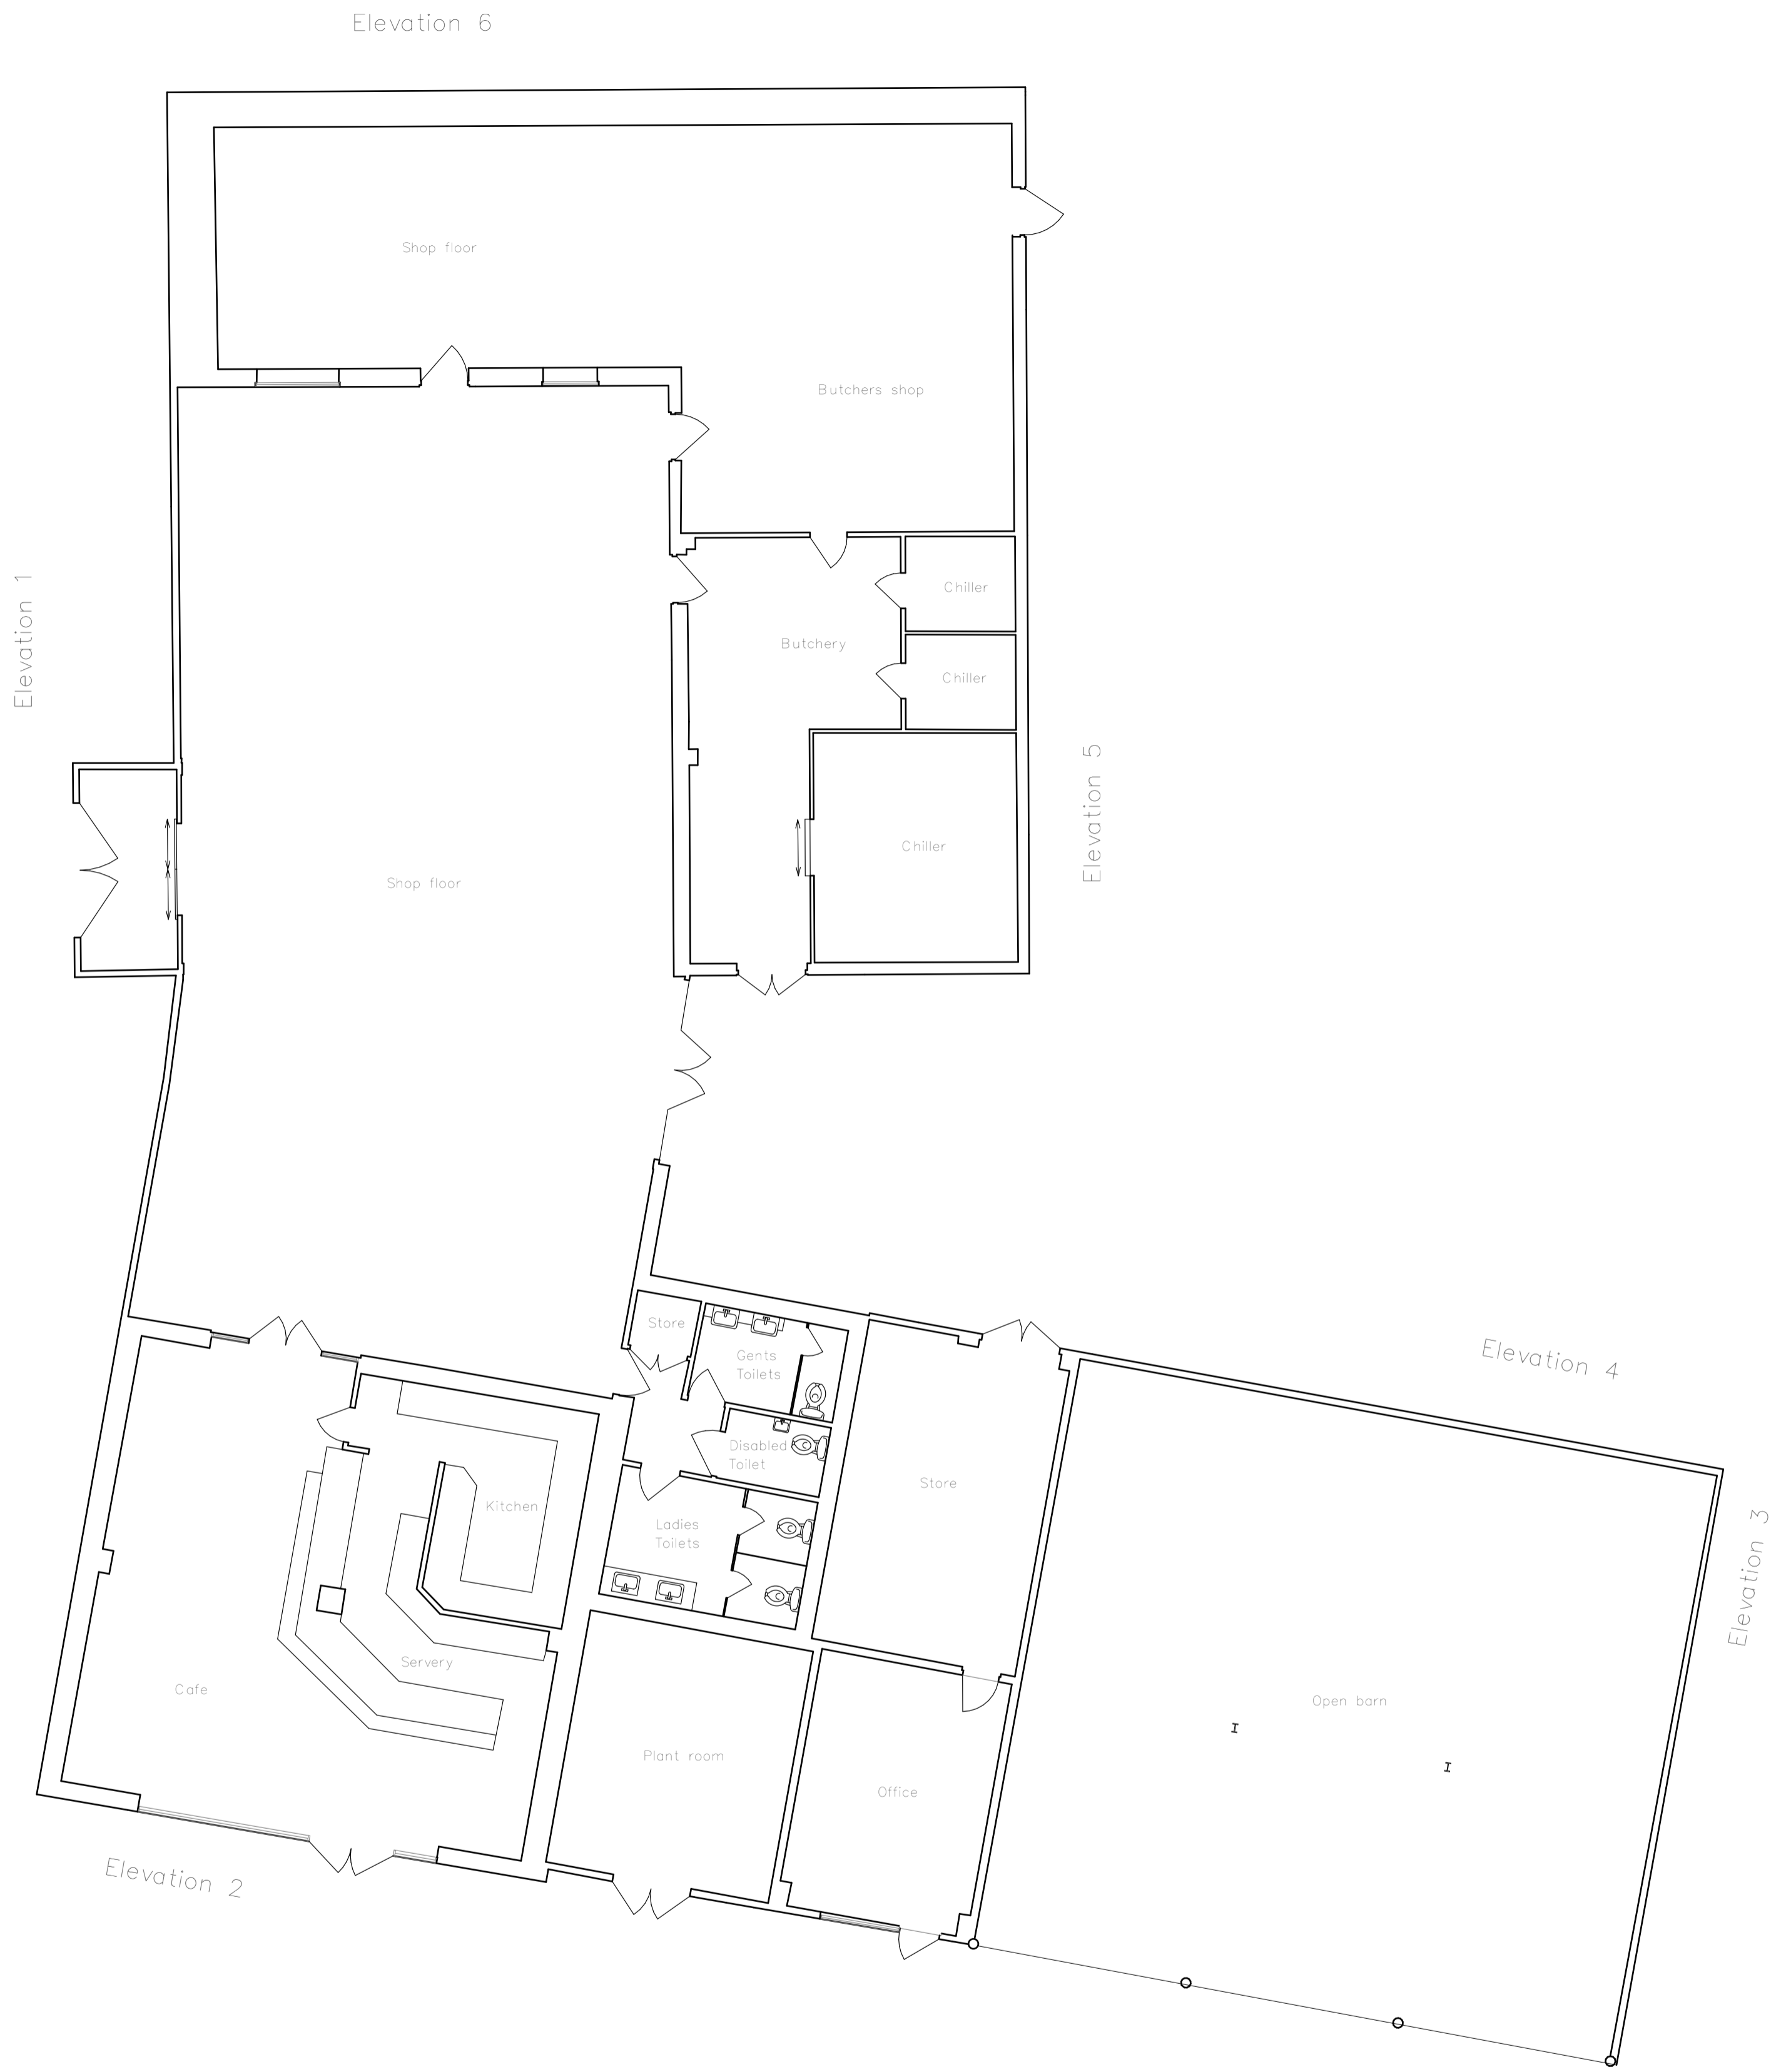 Elevation 6
Shop floor
Butchers shop
Elevation 1
Chiller
Butchery
Chiller
Elevation 5
Chiller
Shop floor
Store
Gents
Toilets
Elevation 4
Disabled
Toilet
Store
Kitchen
Ladies
Toilets
Elevation 3
Servery
Cafe
Open barn
Plant room
Office
Elevation 2